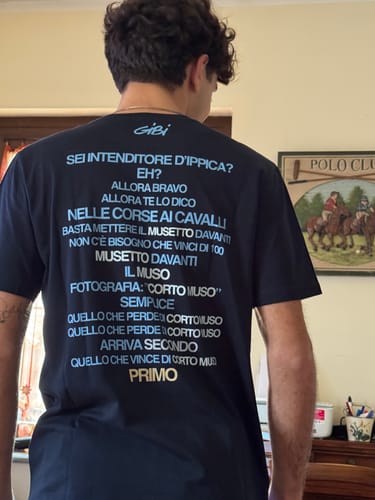 GiBi
SEI INTENDITORE D'IPPICA?
EH?
ALLORA BRAVO
ALLORA TE LO DICO
NELLE CORSE AI CAVALLI
BASTA METTERE IL MUSETTO DAVANTI
NON C'È BISOGNO CHE VINCI DI 100
MUSETTO DAVANTI
IL MUSO
FOTOGRAFIA: "CORTO MUSO"
SEMPLICE
QUELLO CHE PERDE DI CORTO MUSO
QUELLO CHE PERDE DI CORTO MUSO
ARRIVA SECONDO
QUELLO CHE VINCE DI CORTO MUSO
PRIMO
POLO CLU